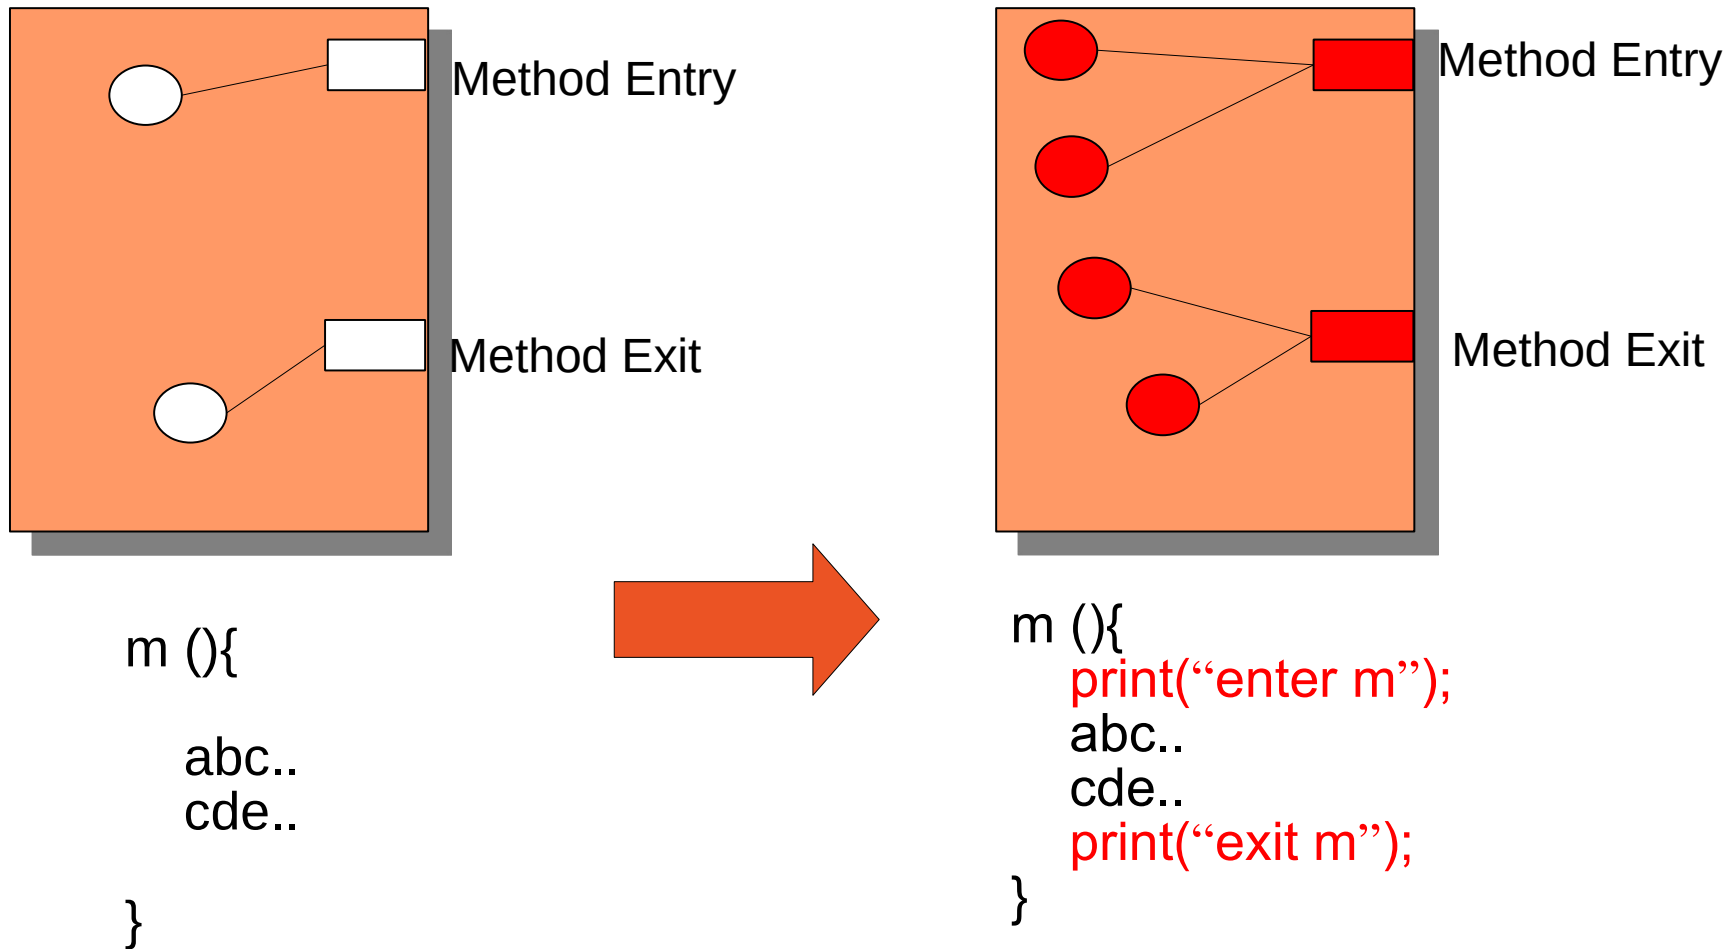 Method Entry
Method Exit
m (){
abc..
cde..
}
Method Entry
Method Exit
m (){
print(“enter m”);
abc..
cde..
print(“exit m”);
}